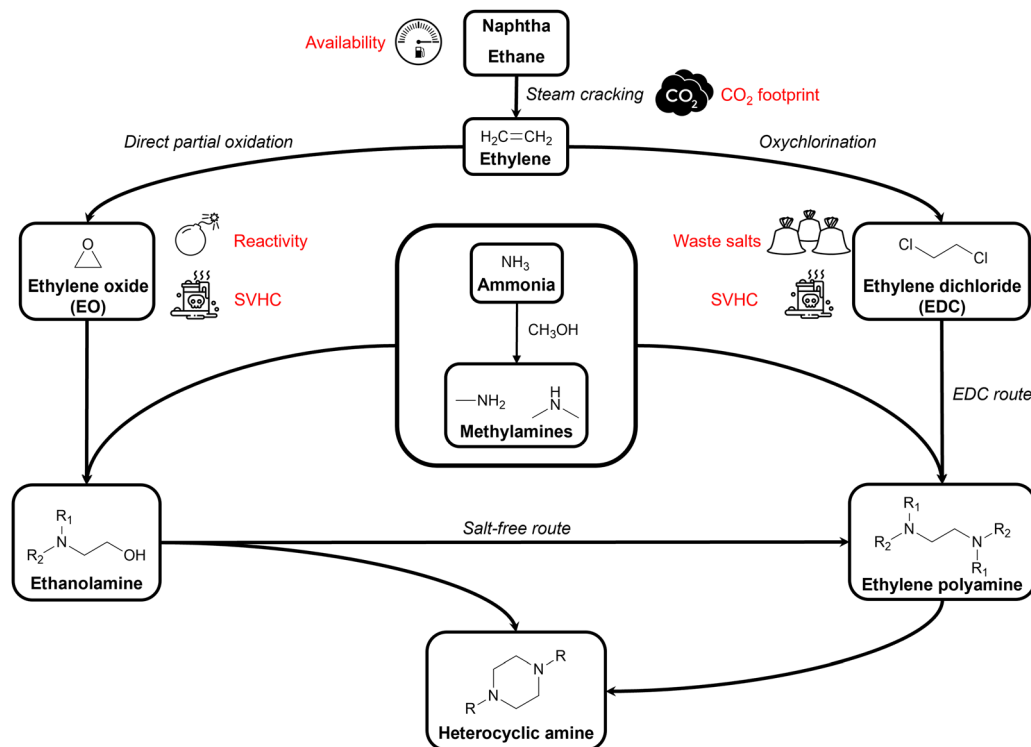 Availability
Naphtha
Ethane
Steam cracking
CO₂
CO₂ footprint
Direct partial oxidation
H₂C=CH₂
Ethylene
Oxychlorination
O
Ethylene oxide
(EO)
Reactivity
SVHC
NH₃
Ammonia
CH₃OH
NH₂
H
N
Methylamines
Waste salts
SVHC
Cl
Cl
Ethylene dichloride
(EDC)
EDC route
R₁
N
R₂
OH
Ethanolamine
Salt-free route
R₁
N
R₂
R₂
N
R₁
Ethylene polyamine
R
N
N
R
Heterocyclic amine